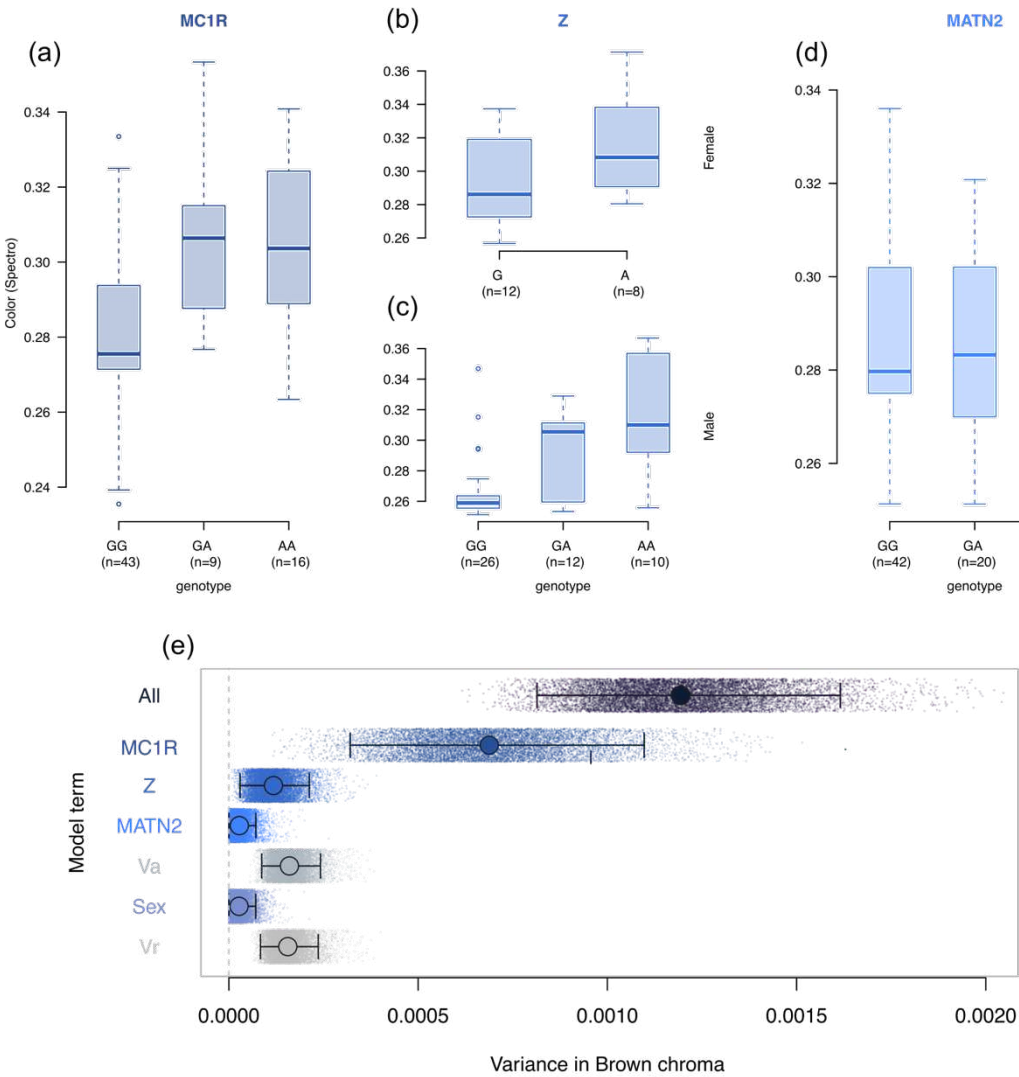 MC1R
(a)
Color (Spectro)
0.34
0.32
0.30
0.28
0.26
0.24
GG
(n=43)
GA
(n=9)
AA
(n=16)
genotype
(b)
Z
0.36
0.34
0.32
0.30
0.28
0.26
Female
G
(n=12)
A
(n=8)
(c)
0.36
0.34
0.32
0.30
0.28
0.26
Male
GG
(n=26)
GA
(n=12)
AA
(n=10)
genotype
MATN2
(d)
0.34
0.32
0.30
0.28
0.26
GG
(n=42)
GA
(n=20)
genotype
(e)
Model term
All
MC1R
Z
MATN2
Va
Sex
Vr
0.0000
0.0005
0.0010
0.0015
0.0020
Variance in Brown chroma